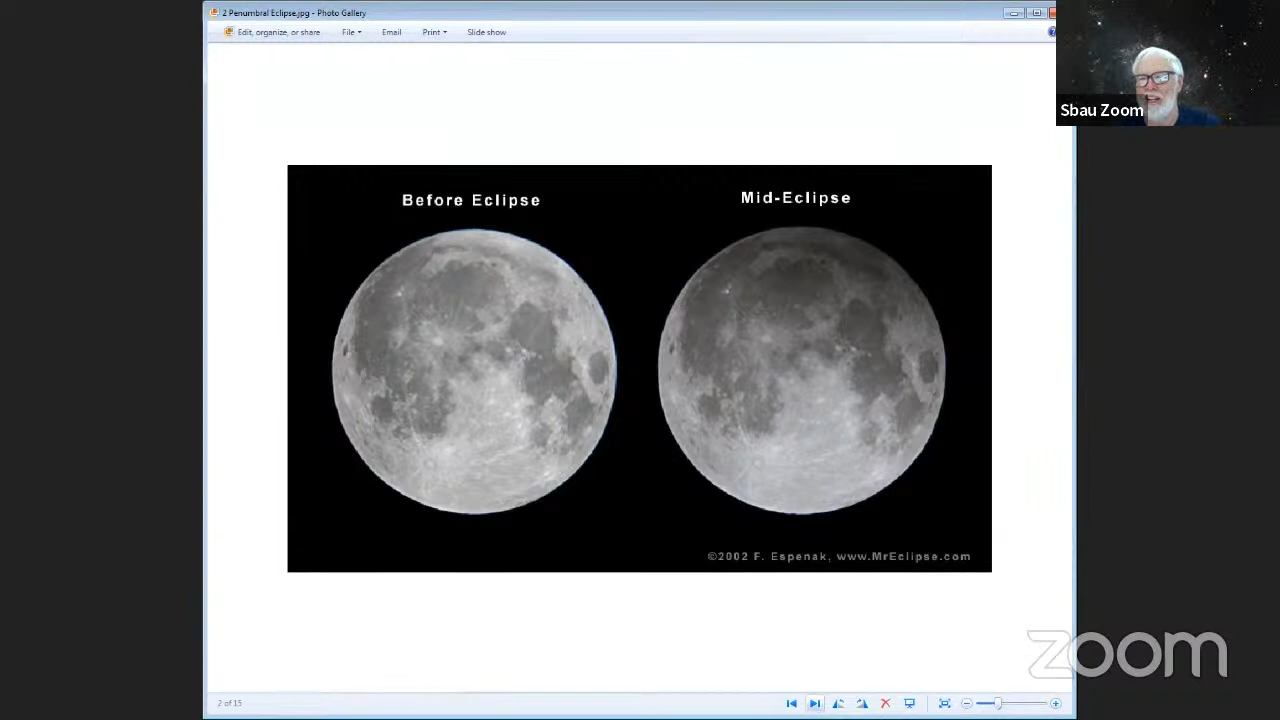 2 Penumbral Eclipse.jpg - Photo Gallery
Edit, organize, or share File Email Print Slide show
Sbau Zoom
Before Eclipse
Mid-Eclipse
©2002 F. Espenak, www.MrEclipse.com
zoom
2 of 15